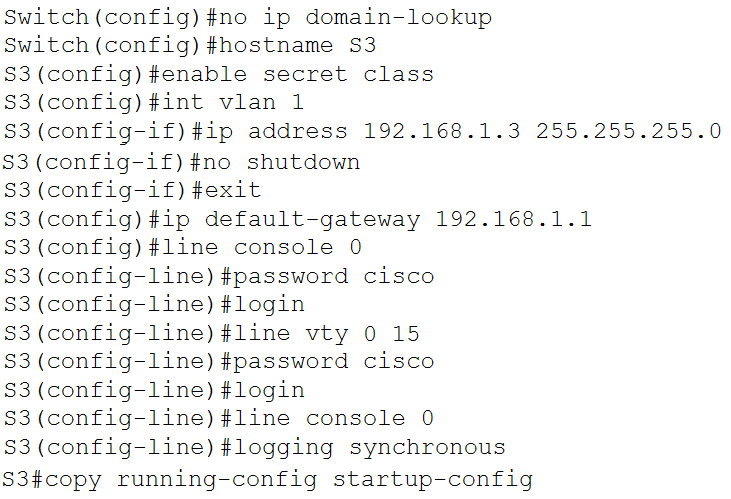 Switch(config)#no ip domain-lookup
Switch(config)#hostname S3
S3(config)#enable secret class
S3(config)#int vlan 1
S3(config-if)#ip address 192.168.1.3 255.255.255.0
S3(config-if)#no shutdown
S3(config-if)#exit
S3(config)#ip default-gateway 192.168.1.1
S3(config)#line console 0
S3(config-line)#password cisco
S3(config-line)#login
S3(config-line)#line vty 0 15
S3(config-line)#password cisco
S3(config-line)#login
S3(config-line)#line console 0
S3(config-line)#logging synchronous
S3#copy running-config startup-config